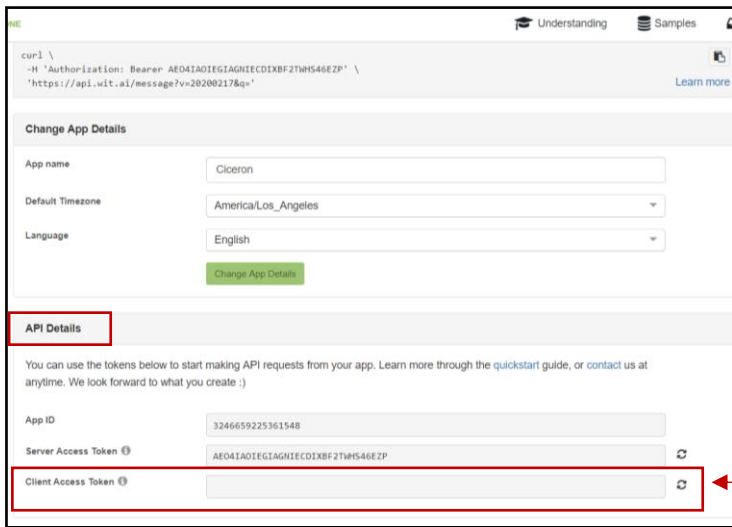 ONE
Understanding
Samples
curl \
-H 'Authorization: Bearer AEO4IAOIEGIAGNIECDIXBF2TWHS46EZP' \
'https://api.wit.ai/message?v=20200217&q='
Learn more
Change App Details
App name
Ciceron
Default Timezone
America/Los_Angeles
Language
English
Change App Details
API Details
You can use the tokens below to start making API requests from your app. Learn more through the quickstart guide, or contact us at
anytime. We look forward to what you create :)
App ID
3246659225361548
Server Access Token
AEO4IAOIEGIAGNIECDIXBF2TWHS46EZP
Client Access Token